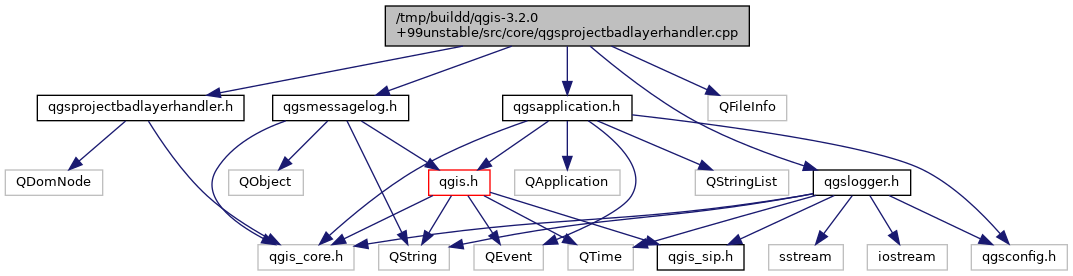 /tmp/buildd/qgis-3.2.0
+99unstable/src/core/qgsprojectbadlayerhandler.cpp
qgsprojectbadlayerhandler.h
qgsmessagelog.h
qgsapplication.h
QFileInfo
QDomNode
QObject
qgis.h
QApplication
QStringList
qgslogger.h
qgis_core.h
QString
QEvent
QTime
qgis_sip.h
sstream
iostream
qgsconfig.h